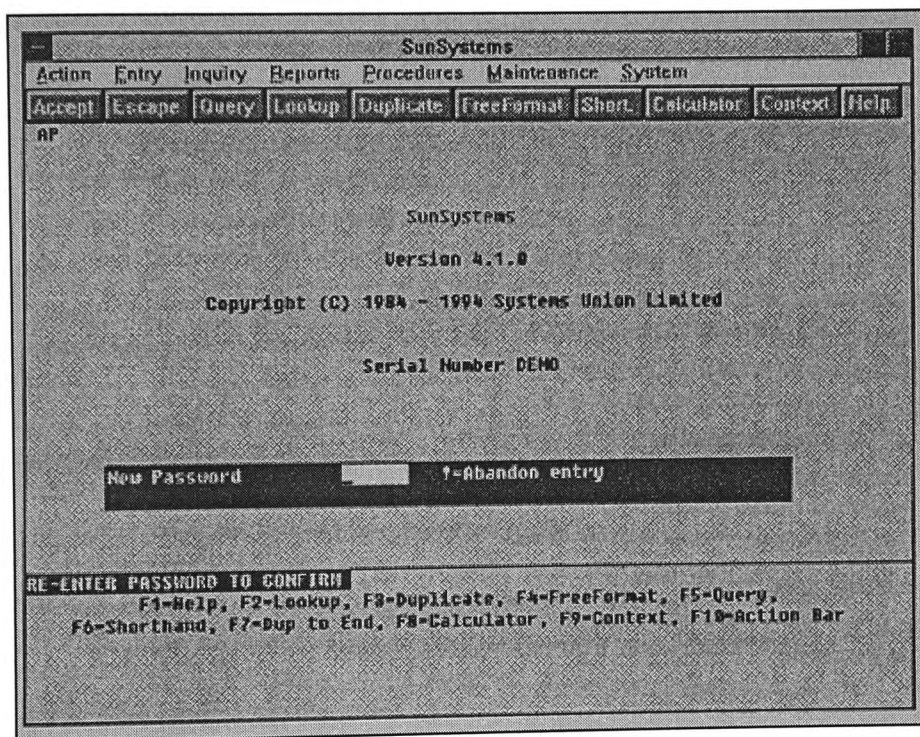 SunSystems
Action Entry Inquiry Reports Procedures Maintenance System
Accept Escape Query Lookup Duplicate FreeFormat Short. Calculator Context Help
AP
SunSystems
Version 4.1.0
Copyright (C) 1984 - 1994 Systems Union Limited
Serial Number DEMO
New Password ↑=Abandon entry
RE-ENTER PASSWORD TO CONFIRM
F1=Help, F2=Lookup, F3=Duplicate, F4=FreeFormat, F5=Query,
F6=Shorthand, F7=Dup to End, F8=Calculator, F9=Context, F10=Action Bar